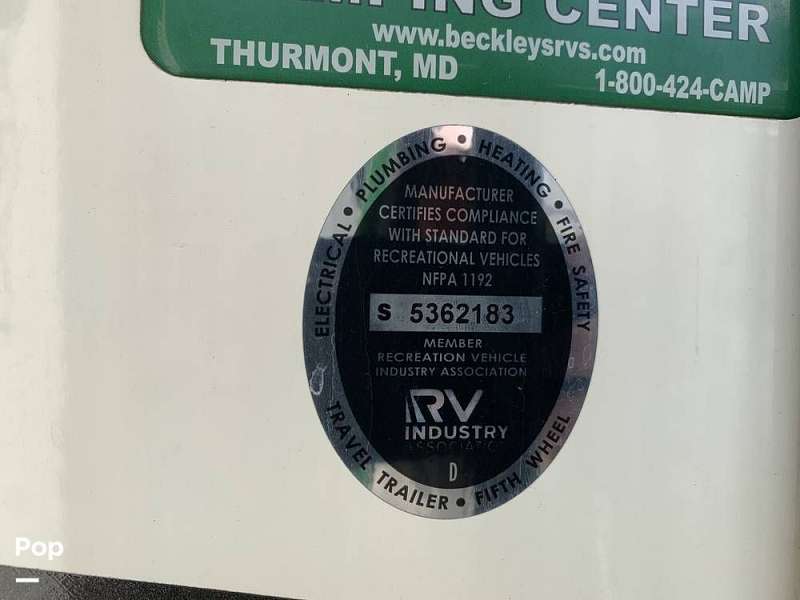 PING CENTER
www.beckleysrvs.com
THURMONT, MD
1-800-424-CAMP
ELECTRICAL • PLUMBING • HEATING • FIRE SAFETY
MANUFACTURER
CERTIFIES COMPLIANCE
WITH STANDARD FOR
RECREATIONAL VEHICLES
NFPA 1192
S 5362183
MEMBER
RECREATION VEHICLE
INDUSTRY ASSOCIATION
RV
INDUSTRY
ASSOCIATION
D
TRAVEL TRAILER • FIFTH WHEEL
Pop